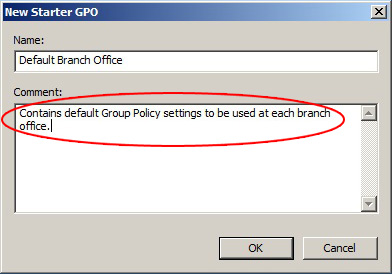 New Starter GPO
Name:
Default Branch Office
Comment:
Contains default Group Policy settings to be used at each branch
office.
OK
Cancel